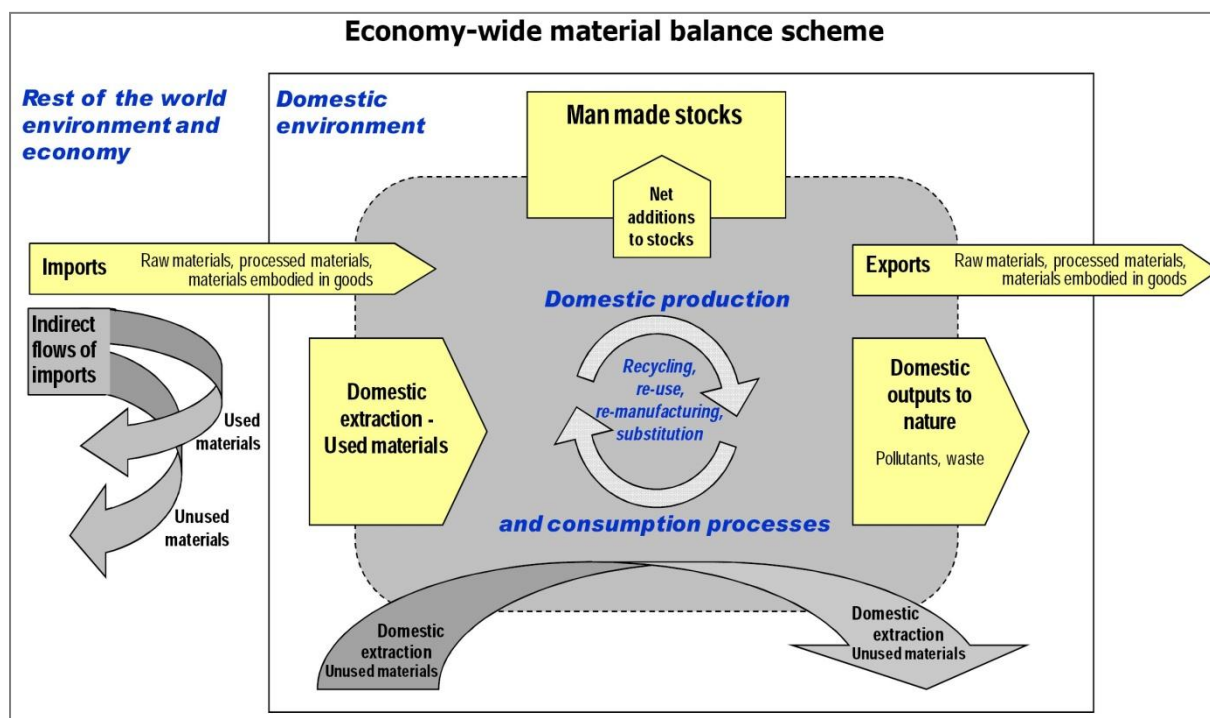 Economy-wide material balance scheme
Rest of the world
environment and
economy
Domestic
environment
Man made stocks
Net
additions
to stocks
Imports
Raw materials, processed materials,
materials embodied in goods
Exports
Raw materials, processed materials,
materials embodied in goods
Indirect
flows of
imports
Used
materials
Unused
materials
Domestic
extraction -
Used materials
Domestic production
Recycling,
re-use,
re-manufacturing,
substitution
and consumption processes
Domestic
outputs to
nature
Pollutants, waste
Domestic
extraction
Unused materials
Domestic
extraction
Unused materials